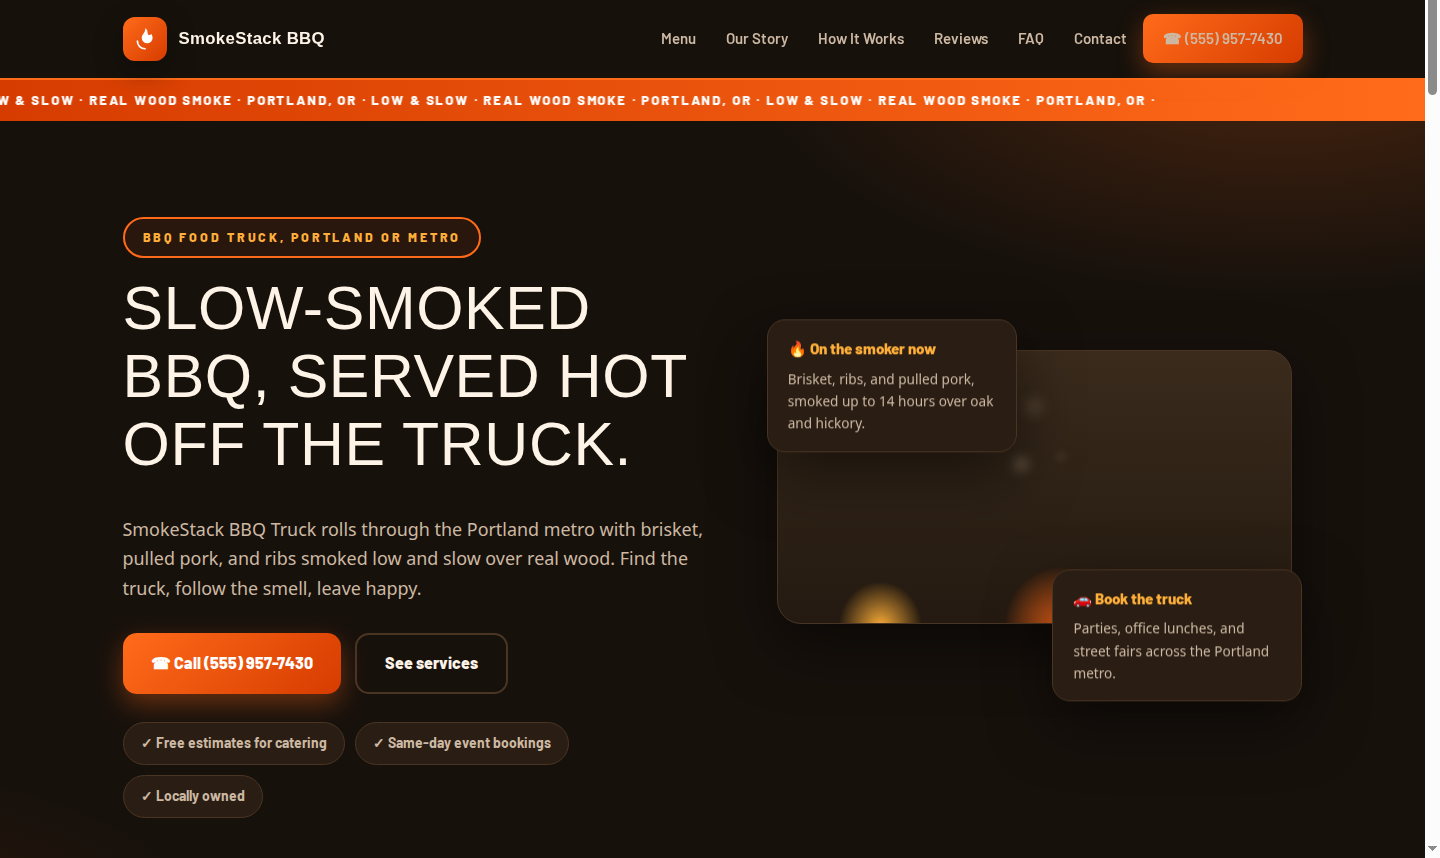 SmokeStack BBQ
Menu
Our Story
How It Works
Reviews
FAQ
Contact
☎ (555) 957-7430
W & SLOW · REAL WOOD SMOKE · PORTLAND, OR · LOW & SLOW · REAL WOOD SMOKE · PORTLAND, OR · LOW & SLOW · REAL WOOD SMOKE · PORTLAND, OR ·
BBQ FOOD TRUCK, PORTLAND OR METRO
SLOW-SMOKED
BBQ, SERVED HOT
OFF THE TRUCK.
SmokeStack BBQ Truck rolls through the Portland metro with brisket,
pulled pork, and ribs smoked low and slow over real wood. Find the
truck, follow the smell, leave happy.
☎ Call (555) 957-7430
See services
✓ Free estimates for catering
✓ Same-day event bookings
✓ Locally owned
🔥 On the smoker now
Brisket, ribs, and pulled pork,
smoked up to 14 hours over oak
and hickory.
🚗 Book the truck
Parties, office lunches, and
street fairs across the Portland
metro.